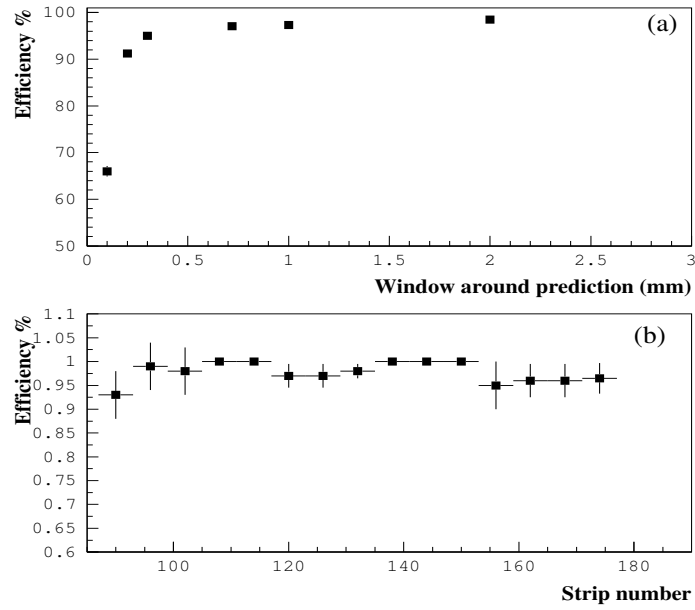 (a)
Efficiency %
100
90
80
70
60
50
0 0.5 1 1.5 2 2.5 3
Window around prediction (mm)
(b)
Efficiency %
1.1
1.05
1
0.95
0.9
0.85
0.8
0.75
0.7
0.65
0.6
100 120 140 160 180
Strip number